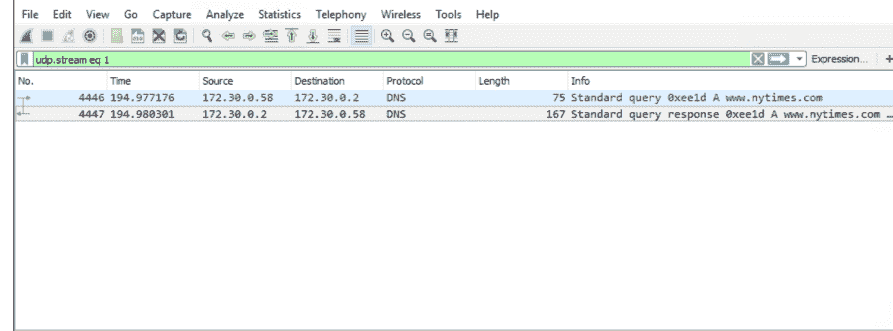 File Edit View Go Capture Analyze Statistics Telephony Wireless Tools Help
udp.stream eq 1 Expression... +
No. Time Source Destination Protocol Length Info
4446 194.977176 172.30.0.58 172.30.0.2 DNS 75 Standard query 0xee1d A www.nytimes.com
4447 194.980301 172.30.0.2 172.30.0.58 DNS 167 Standard query response 0xee1d A www.nytimes.com …